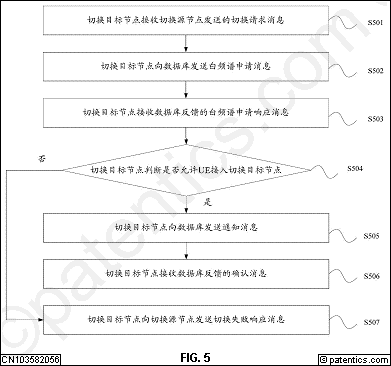 切换目标节点接收切换源节点发送的切换请求消息
S501
切换目标节点向数据库发送白频谱申请消息
S502
切换目标节点接收数据库反馈的白频谱申请响应消息
S503
否
切换目标节点判断是否允许UE接入切换目标节点
S504
是
切换目标节点向数据库发送通知消息
S505
切换目标节点接收数据库反馈的确认消息
S506
切换目标节点向切换源节点发送切换失败响应消息
S507
CN103582056
FIG. 5
© patentics.com
©patentics.com